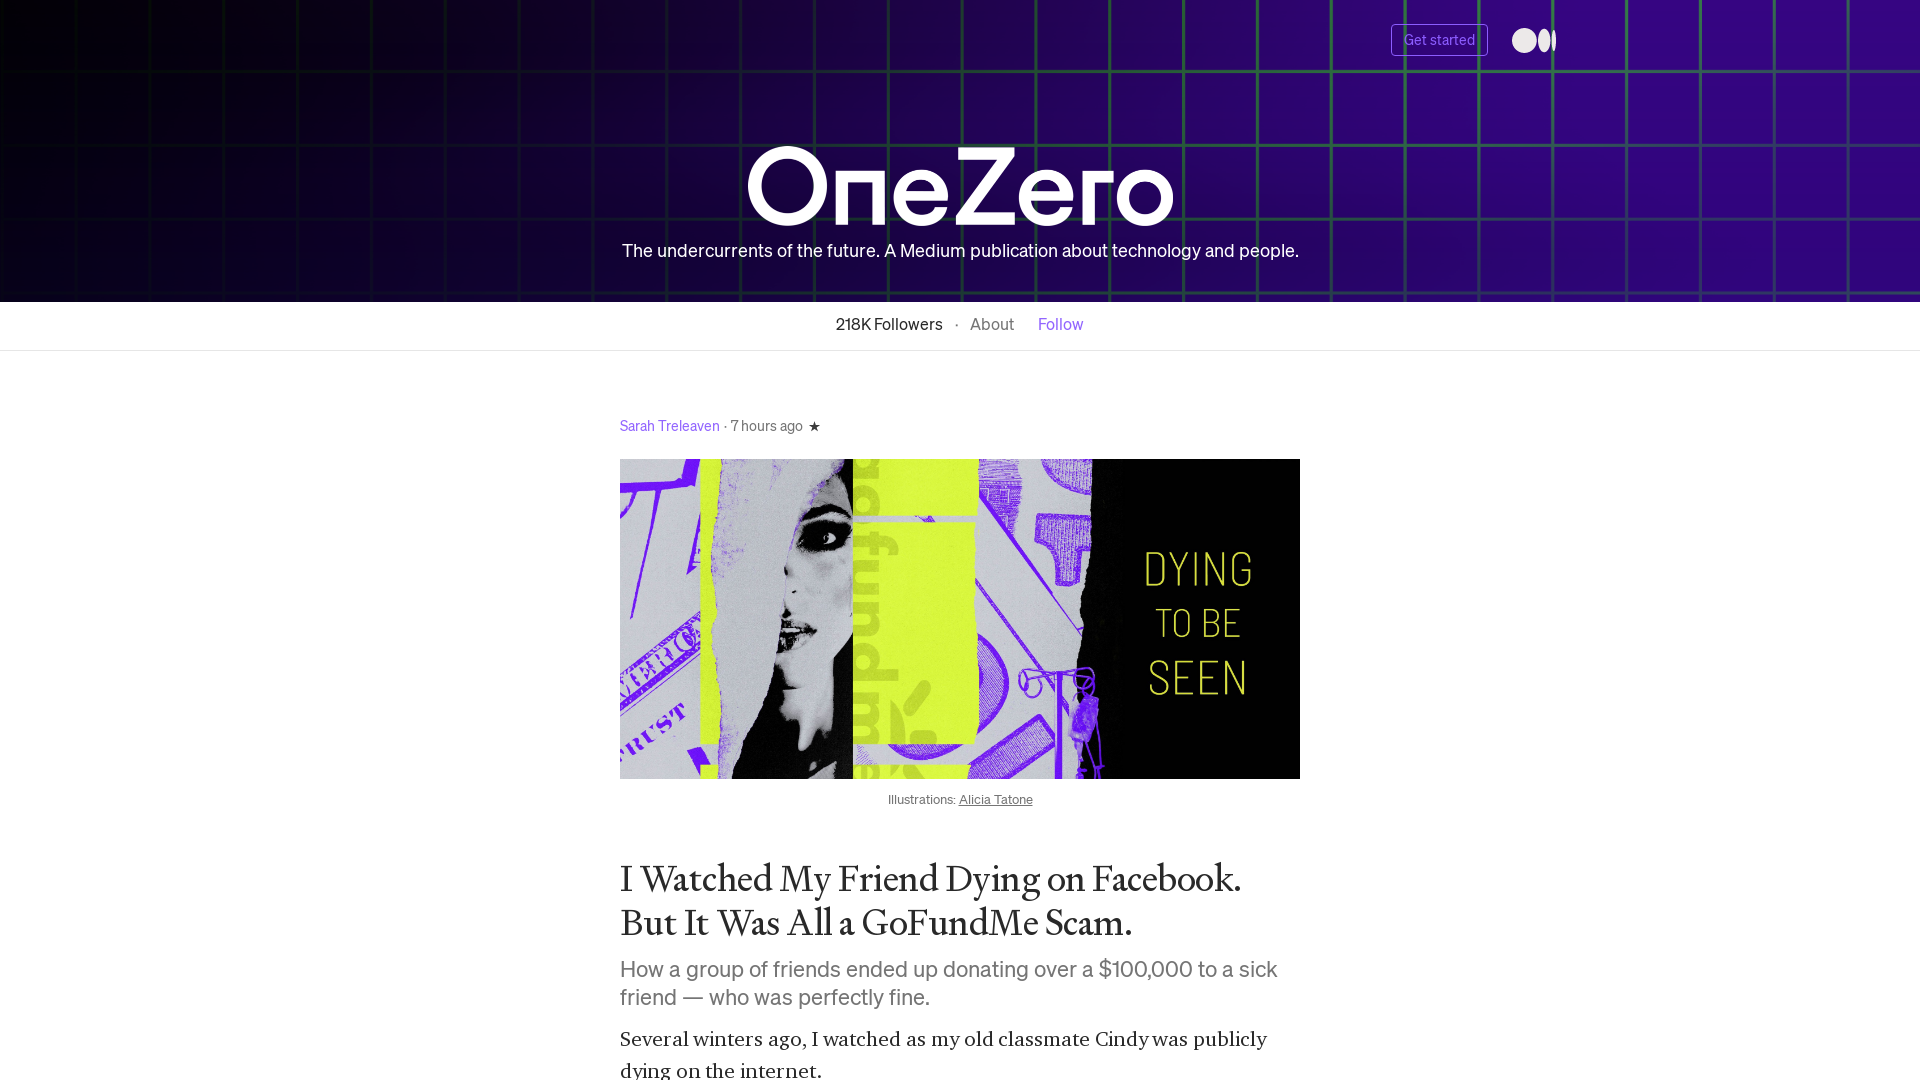 Get started
OneZero
The undercurrents of the future. A Medium publication about technology and people.
218K Followers · About Follow
Sarah Treleaven · 7 hours ago ★
gofundme
TRUST
DYING
TO BE
SEEN
Illustrations: Alicia Tatone
I Watched My Friend Dying on Facebook.
But It Was All a GoFundMe Scam.
How a group of friends ended up donating over a $100,000 to a sick
friend — who was perfectly fine.
Several winters ago, I watched as my old classmate Cindy was publicly
dying on the internet.